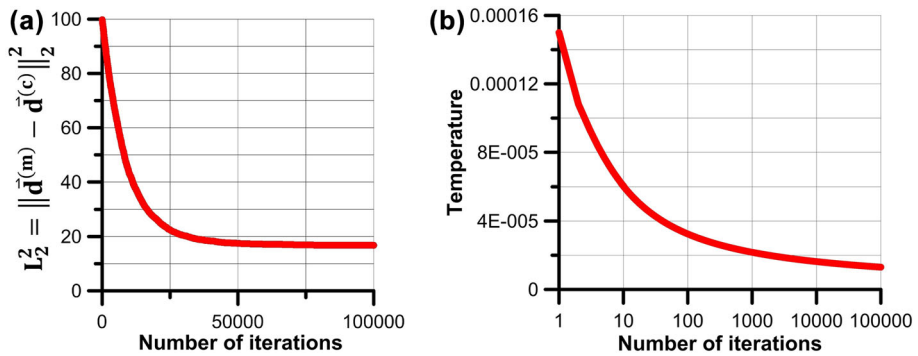 (a)
100
80
60
40
20
0
0 50000 100000
Number of iterations
L₂² = ‖d⃗⁽ᵐ⁾ − d⃗⁽ᶜ⁾‖₂²
(b)
0.00016
0.00012
8E-005
4E-005
0
1 10 100 1000 10000 100000
Number of iterations
Temperature